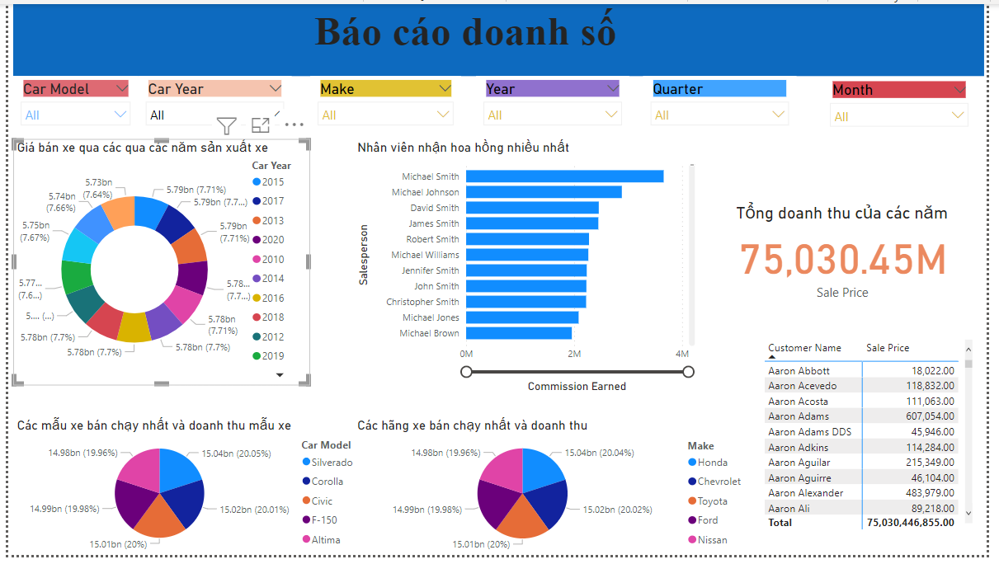 Báo cáo doanh số
Car Model
Car Year
Make
Year
Quarter
Month
All
All
All
All
All
All
Giá bán xe qua các qua các năm sản xuất xe
5.79bn (7.71%)
5.79bn (7.7...)
5.79bn
(7.71%)
5.78...
(7.7...)
5.78bn
(7.71%)
5.78bn (7.7%)
5.78bn (7.7%)
5.78bn (7.7%)
5.... (...)
5.77...
(7.6...)
5.75bn
(7.67%)
5.74bn
(7.66%)
5.73bn
(7.64%)
Car Year
2015
2017
2013
2020
2010
2014
2016
2018
2012
2019
Nhân viên nhận hoa hồng nhiều nhất
Salesperson
Michael Smith
Michael Johnson
David Smith
James Smith
Robert Smith
Michael Williams
Jennifer Smith
John Smith
Christopher Smith
Michael Jones
Michael Brown
0M
2M
4M
Commission Earned
Tổng doanh thu của các năm
75,030.45M
Sale Price
Customer Name Sale Price
Aaron Abbott 18,022.00
Aaron Acevedo 118,832.00
Aaron Acosta 111,063.00
Aaron Adams 607,054.00
Aaron Adams DDS 45,946.00
Aaron Adkins 114,284.00
Aaron Aguilar 215,349.00
Aaron Aguirre 46,104.00
Aaron Alexander 483,979.00
Aaron Ali 89,218.00
Total 75,030,446,855.00
Các mẫu xe bán chạy nhất và doanh thu mẫu xe
15.04bn (20.05%)
15.02bn (20.01%)
15.01bn (20%)
14.99bn (19.98%)
14.98bn (19.96%)
Car Model
Silverado
Corolla
Civic
F-150
Altima
Các hãng xe bán chạy nhất và doanh thu
15.04bn (20.04%)
15.02bn (20.02%)
15.01bn (20%)
14.99bn (19.98%)
14.98bn (19.96%)
Make
Honda
Chevrolet
Toyota
Ford
Nissan